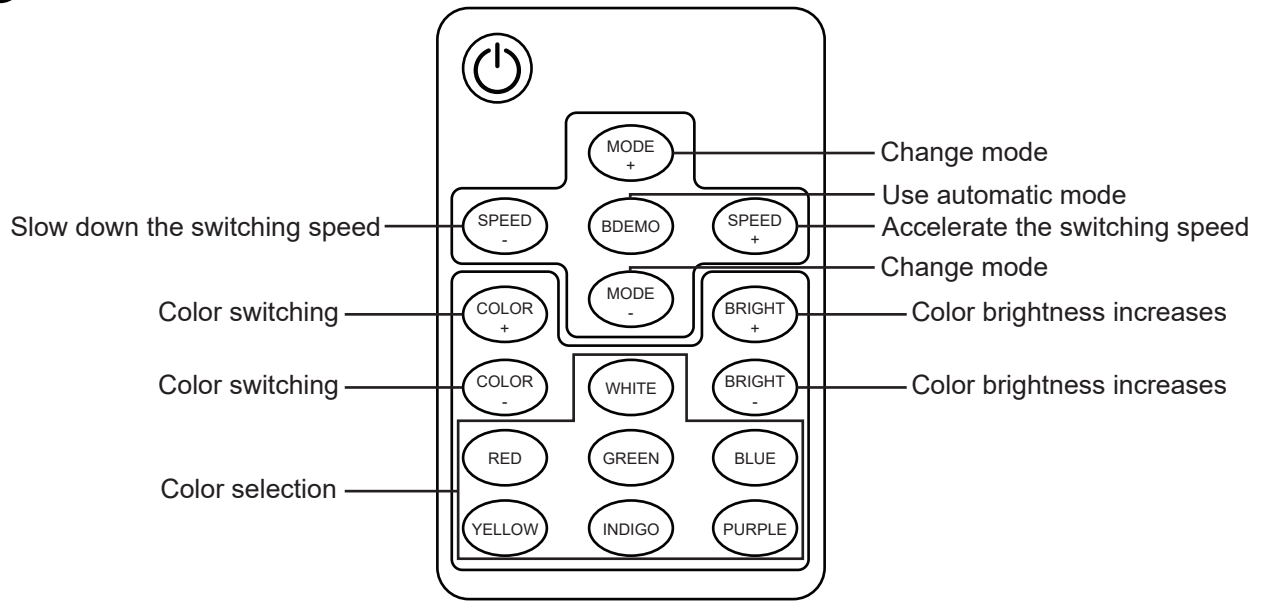 MODE
+
Change mode
Use automatic mode
Slow down the switching speed
SPEED
-
BDEMO
SPEED
+
Accelerate the switching speed
Change mode
MODE
-
Color switching
COLOR
+
BRIGHT
+
Color brightness increases
Color switching
COLOR
-
WHITE
BRIGHT
-
Color brightness increases
RED
GREEN
BLUE
Color selection
YELLOW
INDIGO
PURPLE